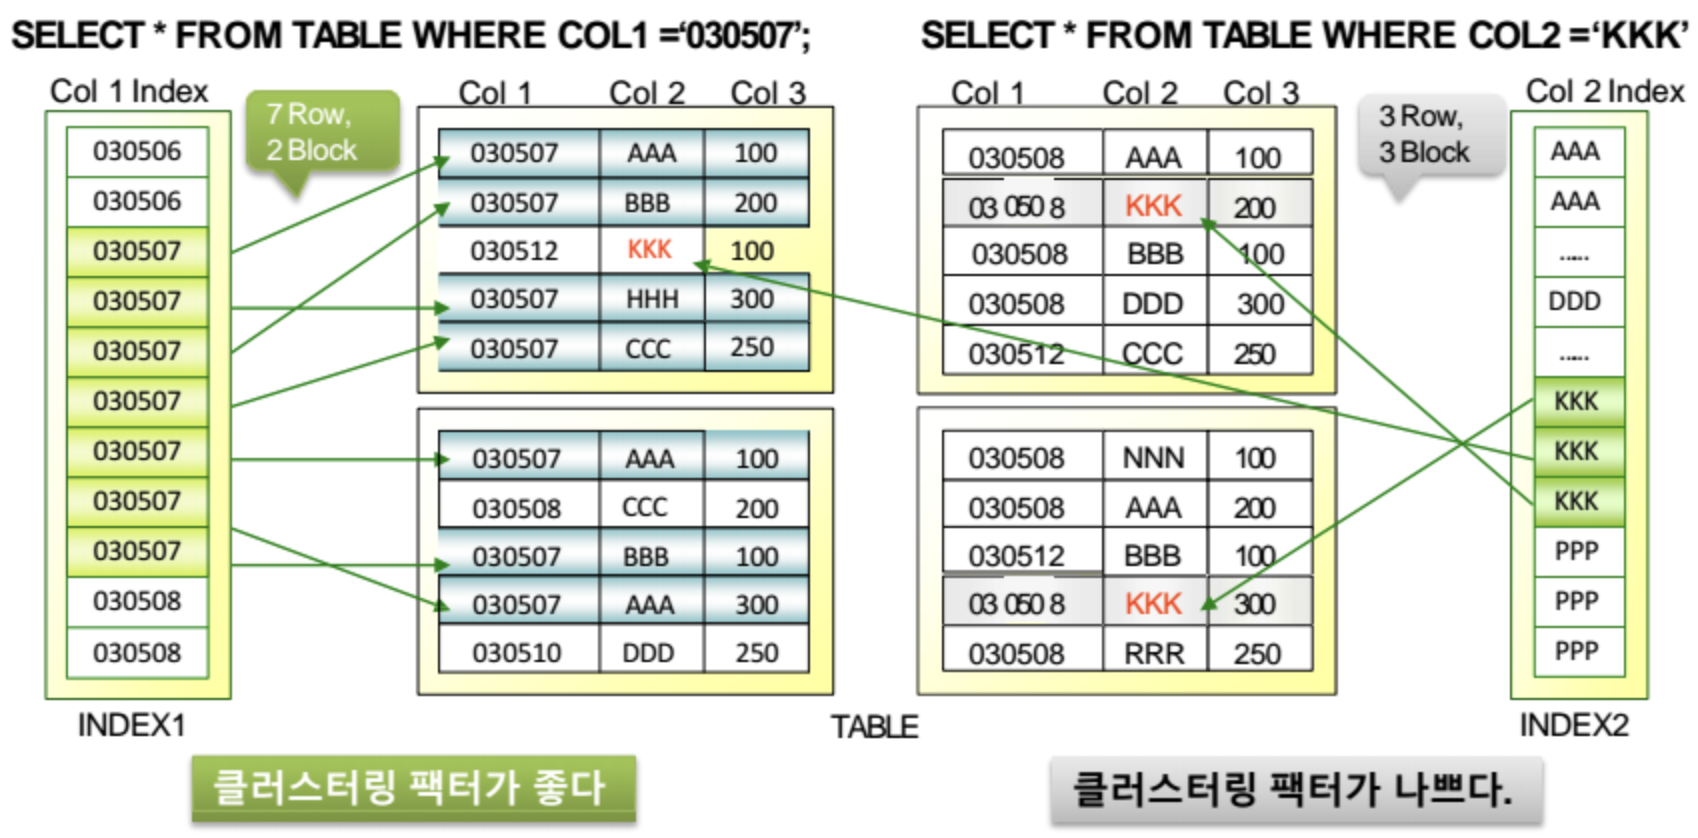 SELECT * FROM TABLE WHERE COL1 =‘030507’;
SELECT * FROM TABLE WHERE COL2 =‘KKK’
Col 1 Index
030506
030506
030507
030507
030507
030507
030507
030507
030507
030508
030508
INDEX1
7 Row,
2 Block
Col 1 Col 2 Col 3
030507 AAA 100
030507 BBB 200
030512 KKK 100
030507 HHH 300
030507 CCC 250
030507 AAA 100
030508 CCC 200
030507 BBB 100
030507 AAA 300
030510 DDD 250
Col 1 Col 2 Col 3
030508 AAA 100
03 050 8 KKK 200
030508 BBB 100
030508 DDD 300
030512 CCC 250
030508 NNN 100
030508 AAA 200
030512 BBB 100
03 050 8 KKK 300
030508 RRR 250
TABLE
3 Row,
3 Block
Col 2 Index
AAA
AAA
.....
DDD
.....
KKK
KKK
KKK
PPP
PPP
PPP
INDEX2
클러스터링 팩터가 좋다
클러스터링 팩터가 나쁘다.